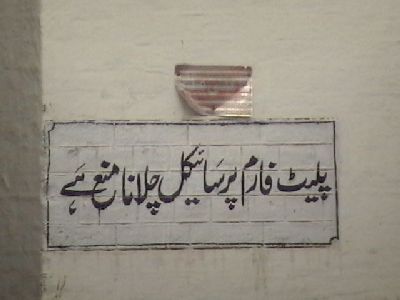 پلیٹ فارم پر سائیکل چلانا منع ہے